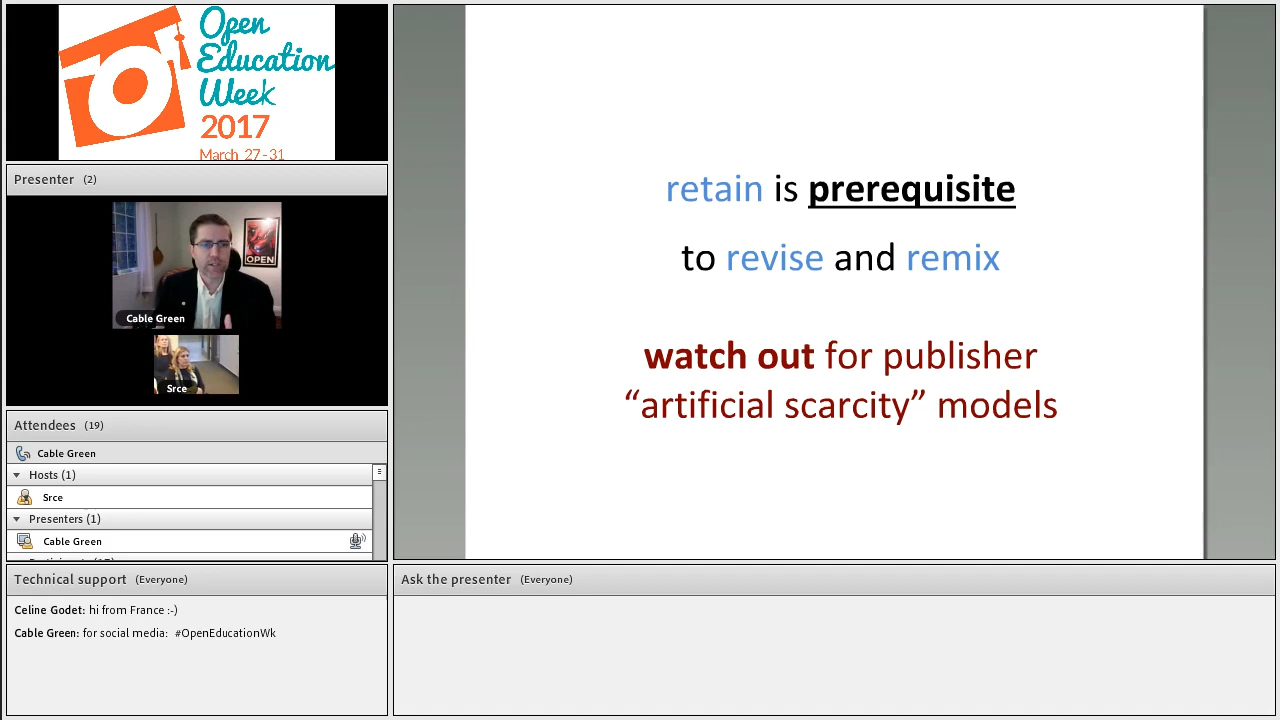 Open
Education
Week
2017
March 27-31
Presenter (2)
OPEN
Cable Green
Srce
Attendees (19)
Cable Green
Hosts (1)
Srce
Presenters (1)
Cable Green
Technical support (Everyone)
Celine Godet: hi from France :-)
Cable Green: for social media: #OpenEducationWk
retain is prerequisite
to revise and remix
watch out for publisher
“artificial scarcity” models
Ask the presenter (Everyone)